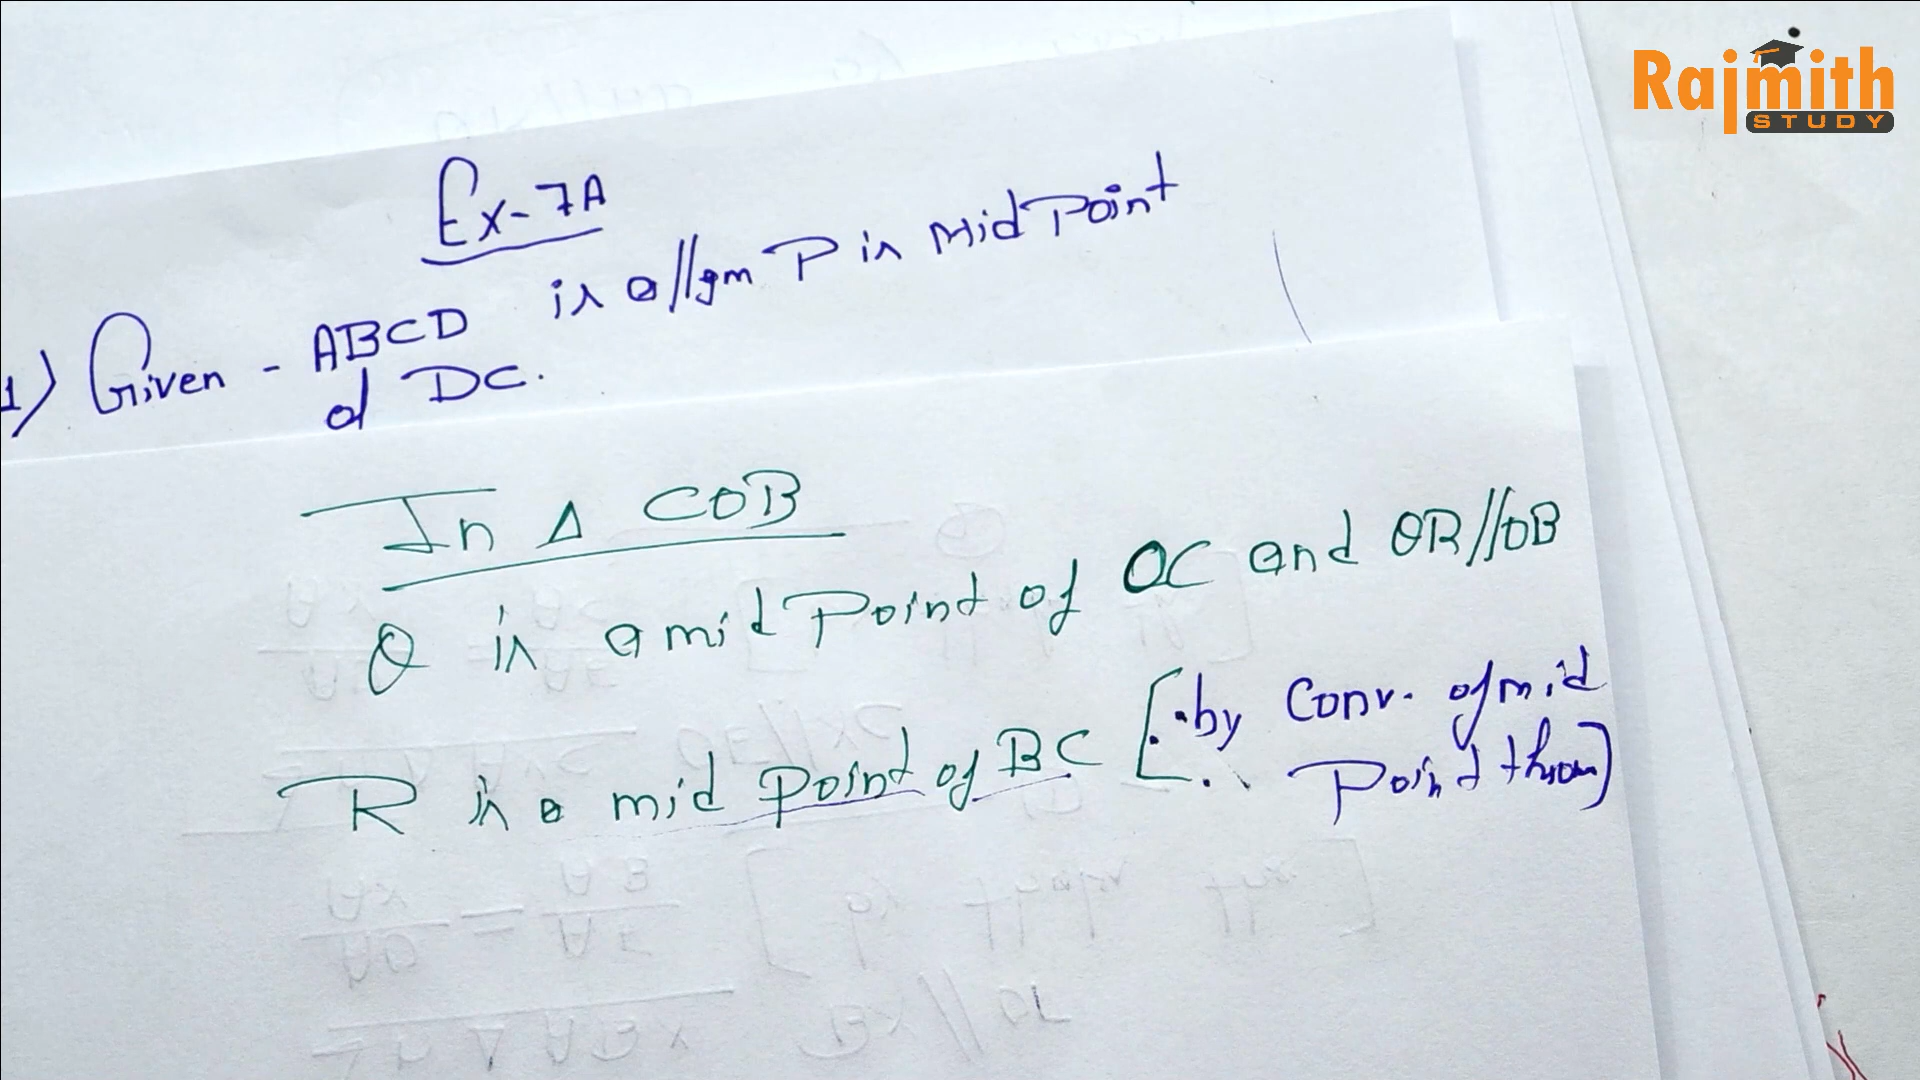 Rajmith
STUDY
Ex-7A
1) Given - ABCD is a //gm P is mid Point
of DC.
In Δ COB
Q is a mid Point of OC and QR//OB
R is a mid Point of BC [∵ by Conv. of mid
Point throm]